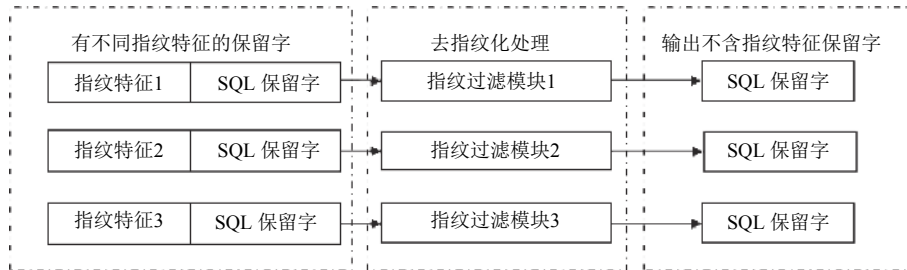 有不同指纹特征的保留字
去指纹化处理
输出不含指纹特征保留字
指纹特征1 SQL 保留字 指纹过滤模块1 SQL 保留字
指纹特征2 SQL 保留字 指纹过滤模块2 SQL 保留字
指纹特征3 SQL 保留字 指纹过滤模块3 SQL 保留字